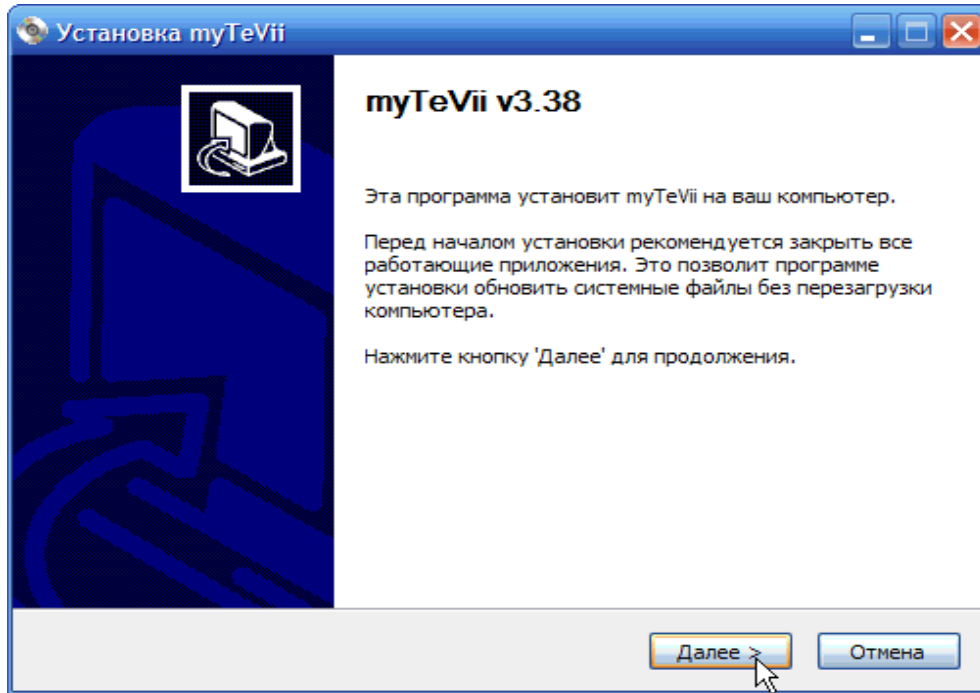 Установка myTeVii
myTeVii v3.38
Эта программа установит myTeVii на ваш компьютер.
Перед началом установки рекомендуется закрыть все
работающие приложения. Это позволит программе
установки обновить системные файлы без перезагрузки
компьютера.
Нажмите кнопку 'Далее' для продолжения.
Далее >
Отмена